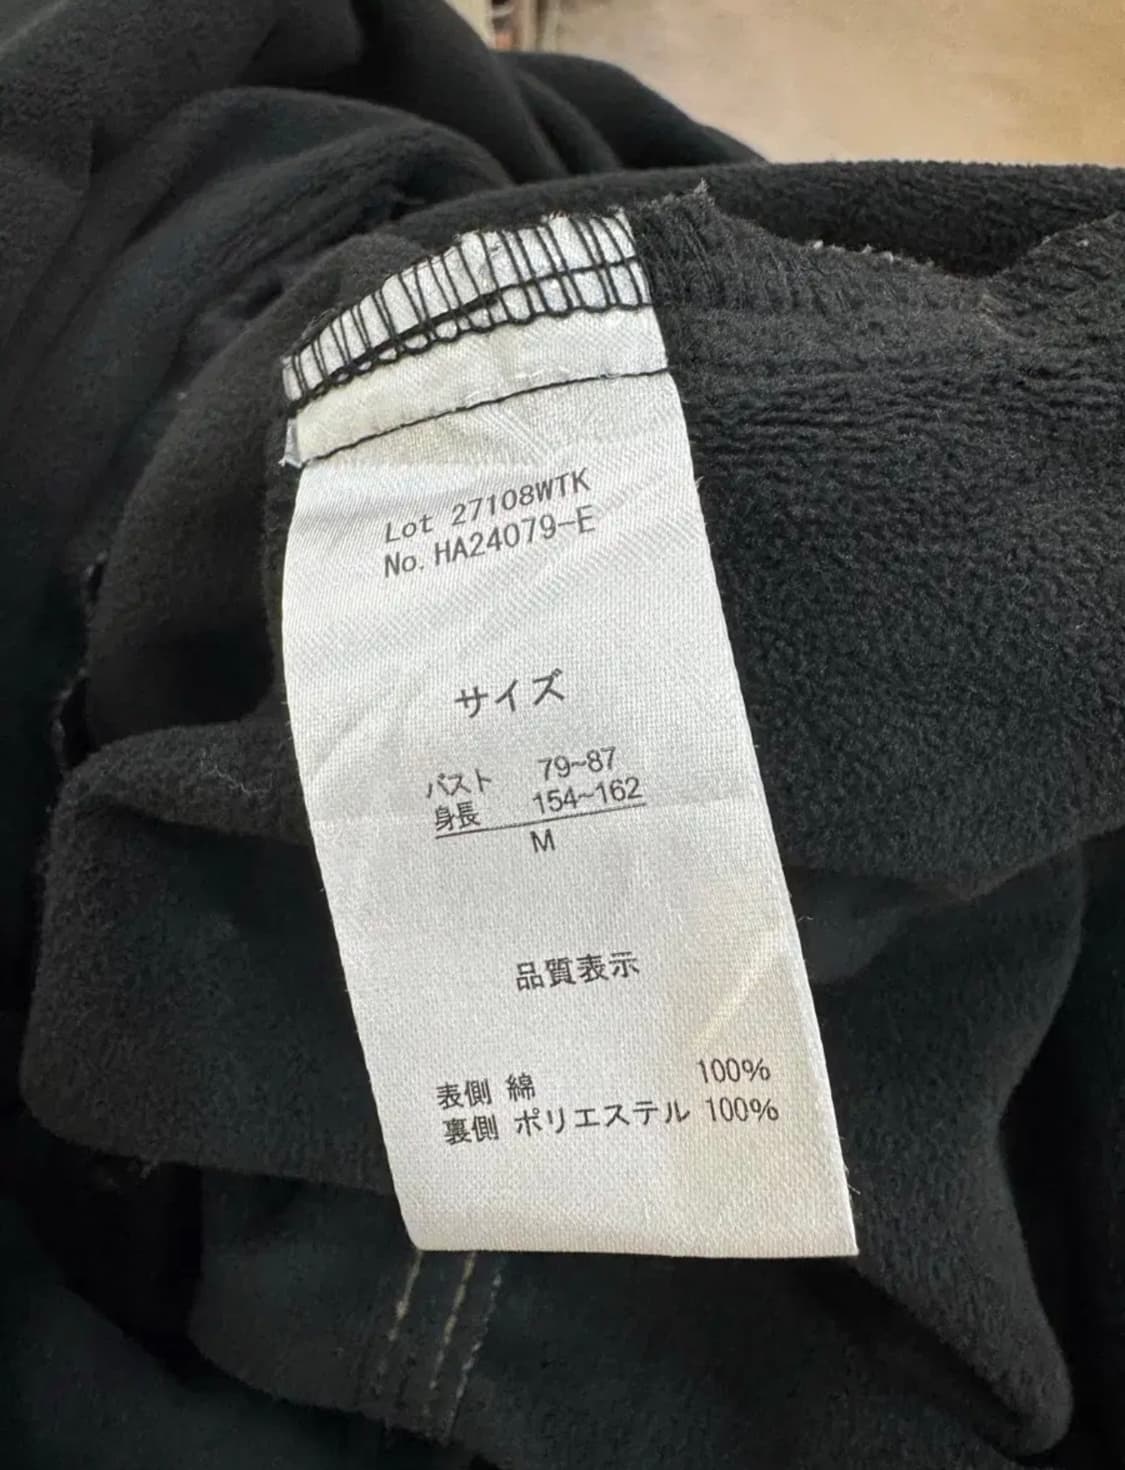 Lot 27108WTK
No. HA24079-E
サイズ
バスト 79~87
身長 154~162
M
品質表示
表側 綿 100%
裏側 ポリエステル 100%